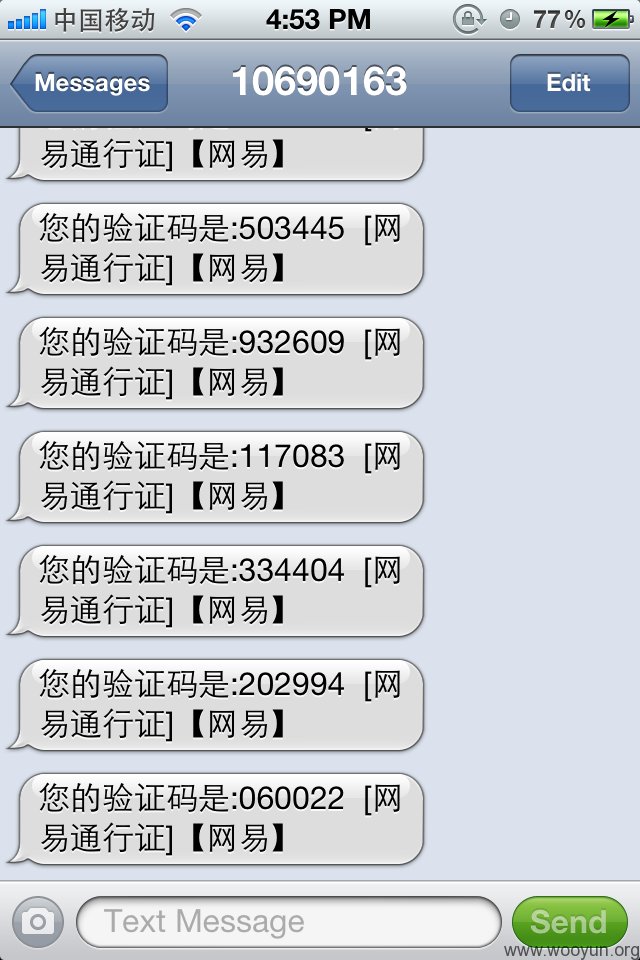 中国移动 4:53 PM 77%
Messages 10690163 Edit
易通行证]【网易】
您的验证码是:503445 [网
易通行证]【网易】
您的验证码是:932609 [网
易通行证]【网易】
您的验证码是:117083 [网
易通行证]【网易】
您的验证码是:334404 [网
易通行证]【网易】
您的验证码是:202994 [网
易通行证]【网易】
您的验证码是:060022 [网
易通行证]【网易】
Text Message Send
www.wooyun.org